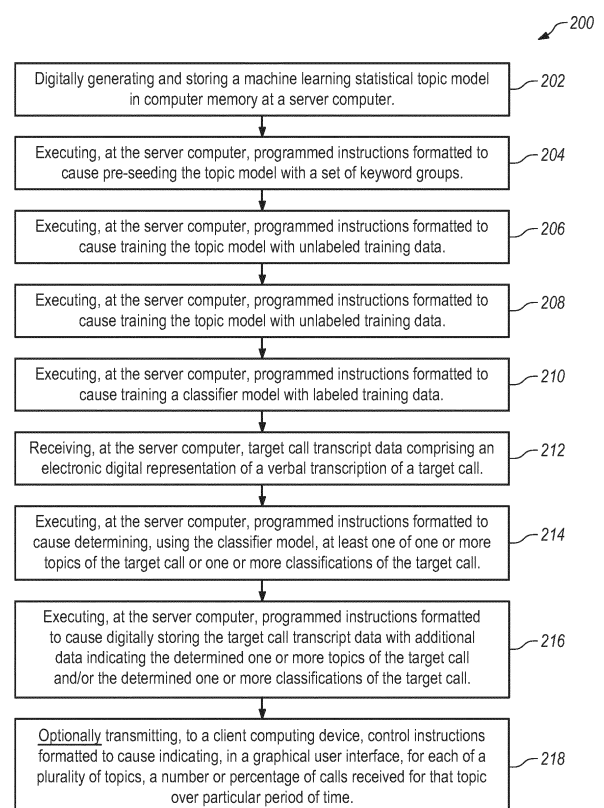 200
Digitally generating and storing a machine learning statistical topic model
in computer memory at a server computer.
202
Executing, at the server computer, programmed instructions formatted to
cause pre-seeding the topic model with a set of keyword groups.
204
Executing, at the server computer, programmed instructions formatted to
cause training the topic model with unlabeled training data.
206
Executing, at the server computer, programmed instructions formatted to
cause training the topic model with unlabeled training data.
208
Executing, at the server computer, programmed instructions formatted to
cause training a classifier model with labeled training data.
210
Receiving, at the server computer, target call transcript data comprising an
electronic digital representation of a verbal transcription of a target call.
212
Executing, at the server computer, programmed instructions formatted to
cause determining, using the classifier model, at least one of one or more
topics of the target call or one or more classifications of the target call.
214
Executing, at the server computer, programmed instructions formatted
to cause digitally storing the target call transcript data with additional
data indicating the determined one or more topics of the target call
and/or the determined one or more classifications of the target call.
216
Optionally transmitting, to a client computing device, control instructions
formatted to cause indicating, in a graphical user interface, for each of a
plurality of topics, a number or percentage of calls received for that topic
over particular period of time.
218